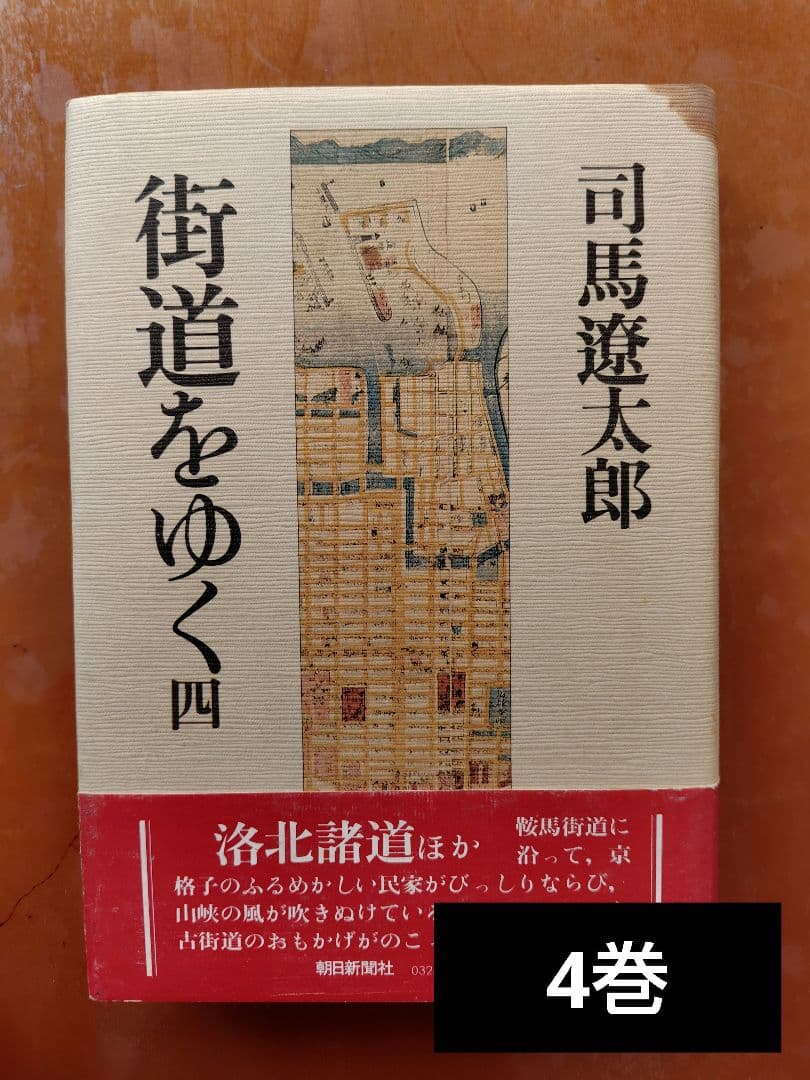 司馬遼太郎
街道をゆく 四
洛北諸道ほか
鞍馬街道に
沿って，京
格子のふるめかしい民家がびっしりならび，
山峡の風が吹きぬけている
古街道のおもかげがのこ
朝日新聞社 032
4巻